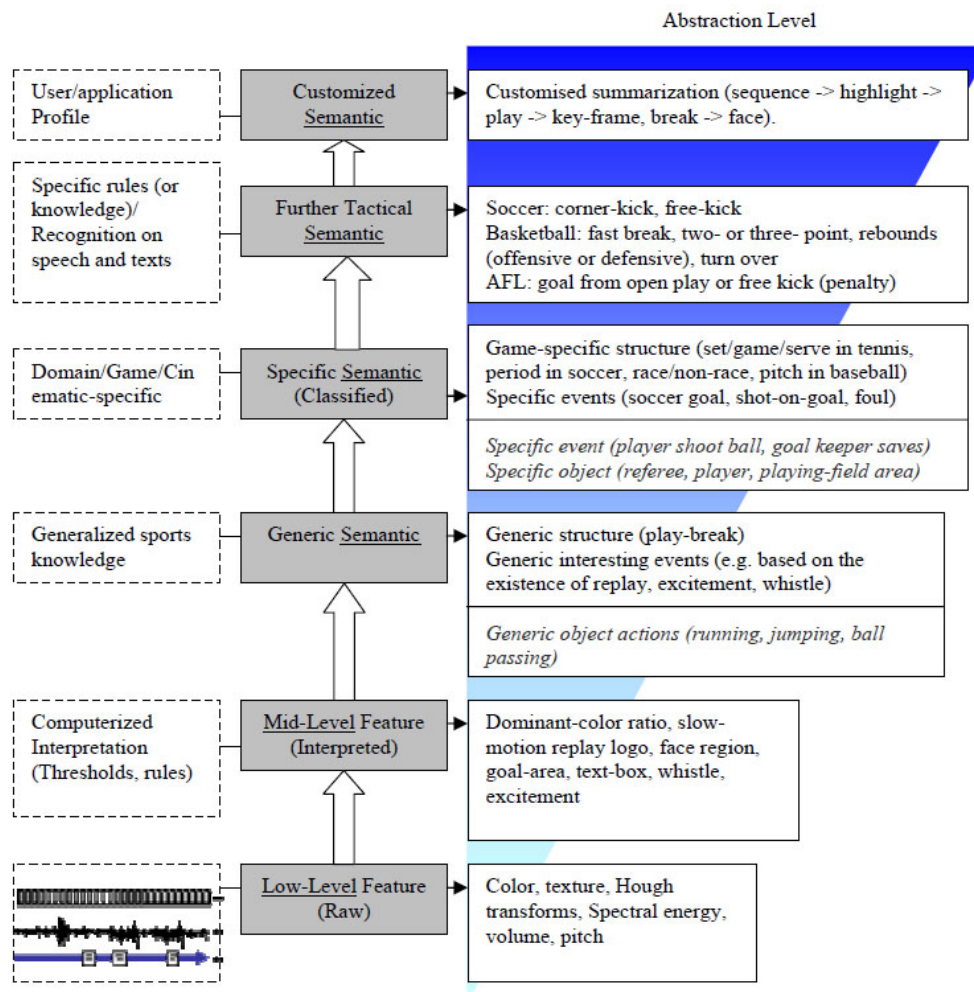 Abstraction Level
User/application
Profile
Customized
Semantic
Customised summarization (sequence -> highlight ->
play -> key-frame, break -> face).
Specific rules (or
knowledge)/
Recognition on
speech and texts
Further Tactical
Semantic
Soccer: corner-kick, free-kick
Basketball: fast break, two- or three- point, rebounds
(offensive or defensive), turn over
AFL: goal from open play or free kick (penalty)
Domain/Game/Cin
ematic-specific
Specific Semantic
(Classified)
Game-specific structure (set/game/serve in tennis,
period in soccer, race/non-race, pitch in baseball)
Specific events (soccer goal, shot-on-goal, foul)
Specific event (player shoot ball, goal keeper saves)
Specific object (referee, player, playing-field area)
Generalized sports
knowledge
Generic Semantic
Generic structure (play-break)
Generic interesting events (e.g. based on the
existence of replay, excitement, whistle)
Generic object actions (running, jumping, ball
passing)
Computerized
Interpretation
(Thresholds, rules)
Mid-Level Feature
(Interpreted)
Dominant-color ratio, slow-
motion replay logo, face region,
goal-area, text-box, whistle,
excitement
Low-Level Feature
(Raw)
Color, texture, Hough
transforms, Spectral energy,
volume, pitch